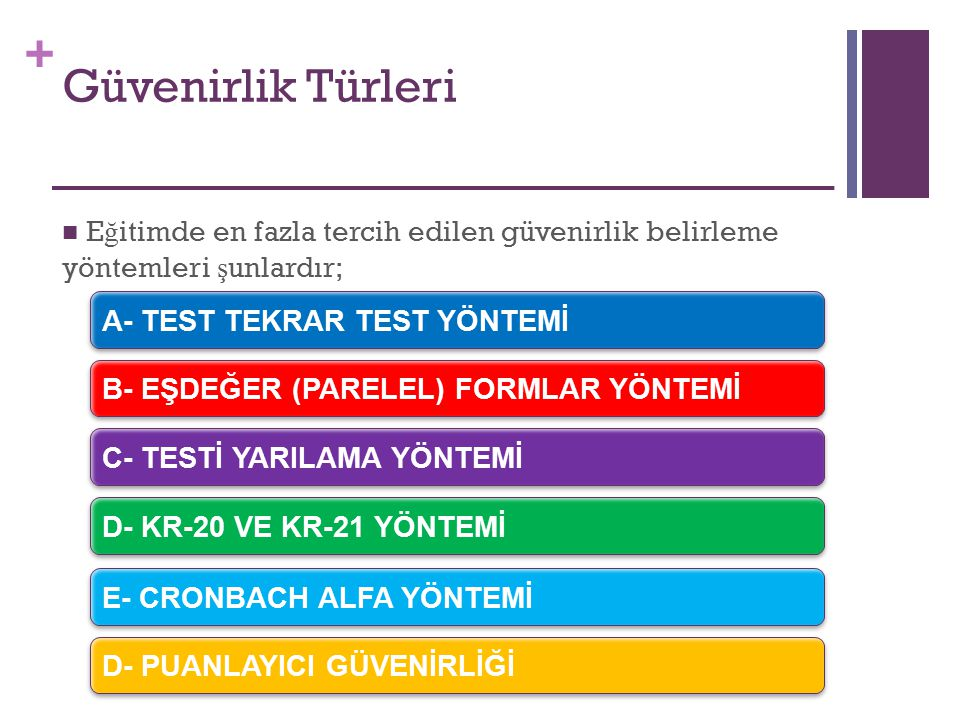 +
Güvenirlik Türleri
■ Eğitimde en fazla tercih edilen güvenirlik belirleme
yöntemleri şunlardır;
A- TEST TEKRAR TEST YÖNTEMİ
B- EŞDEĞER (PARELEL) FORMLAR YÖNTEMİ
C- TESTİ YARILAMA YÖNTEMİ
D- KR-20 VE KR-21 YÖNTEMİ
E- CRONBACH ALFA YÖNTEMİ
D- PUANLAYICI GÜVENİRLİĞİ